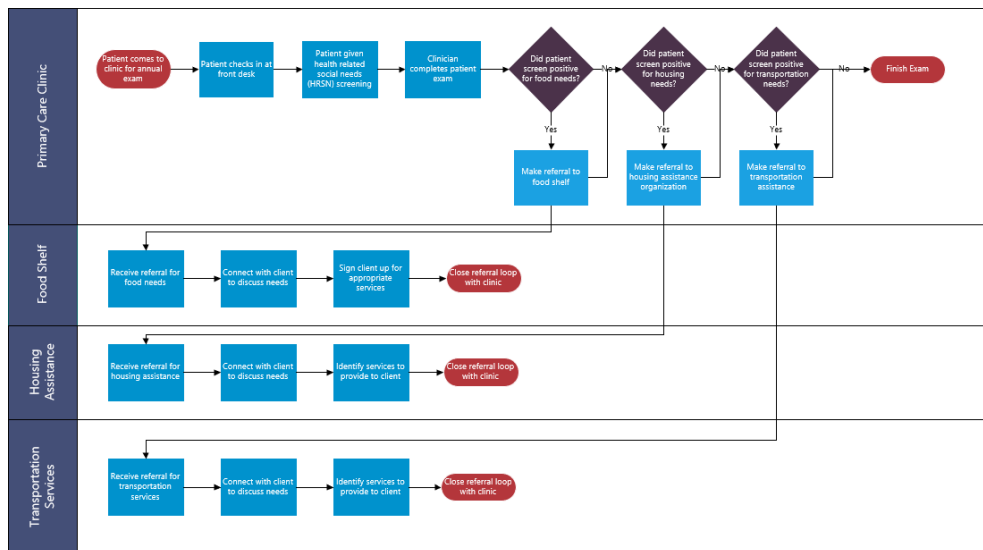 Primary Care Clinic
Patient comes to
clinic for annual
exam
Patient checks in at
front desk
Patient given
health related
social needs
(HRSN) screening
Clinician
completes patient
exam
Did patient
screen positive
for food needs?
No
Did patient
screen positive
for housing
needs?
No
Did patient
screen positive
for transportation
needs?
No
Finish Exam
Yes
Yes
Yes
Make referral to
food shelf
Make referral to
housing assistance
organization
Make referral to
transportation
assistance
Food Shelf
Receive referral for
food needs
Connect with client
to discuss needs
Sign client up for
appropriate
services
Close referral loop
with clinic
Housing
Assistance
Receive referral for
housing assistance
Connect with client
to discuss needs
Identify services to
provide to client
Close referral loop
with clinic
Transportation
Services
Receive referral for
transportation
services
Connect with client
to discuss needs
Identify services to
provide to client
Close referral loop
with clinic